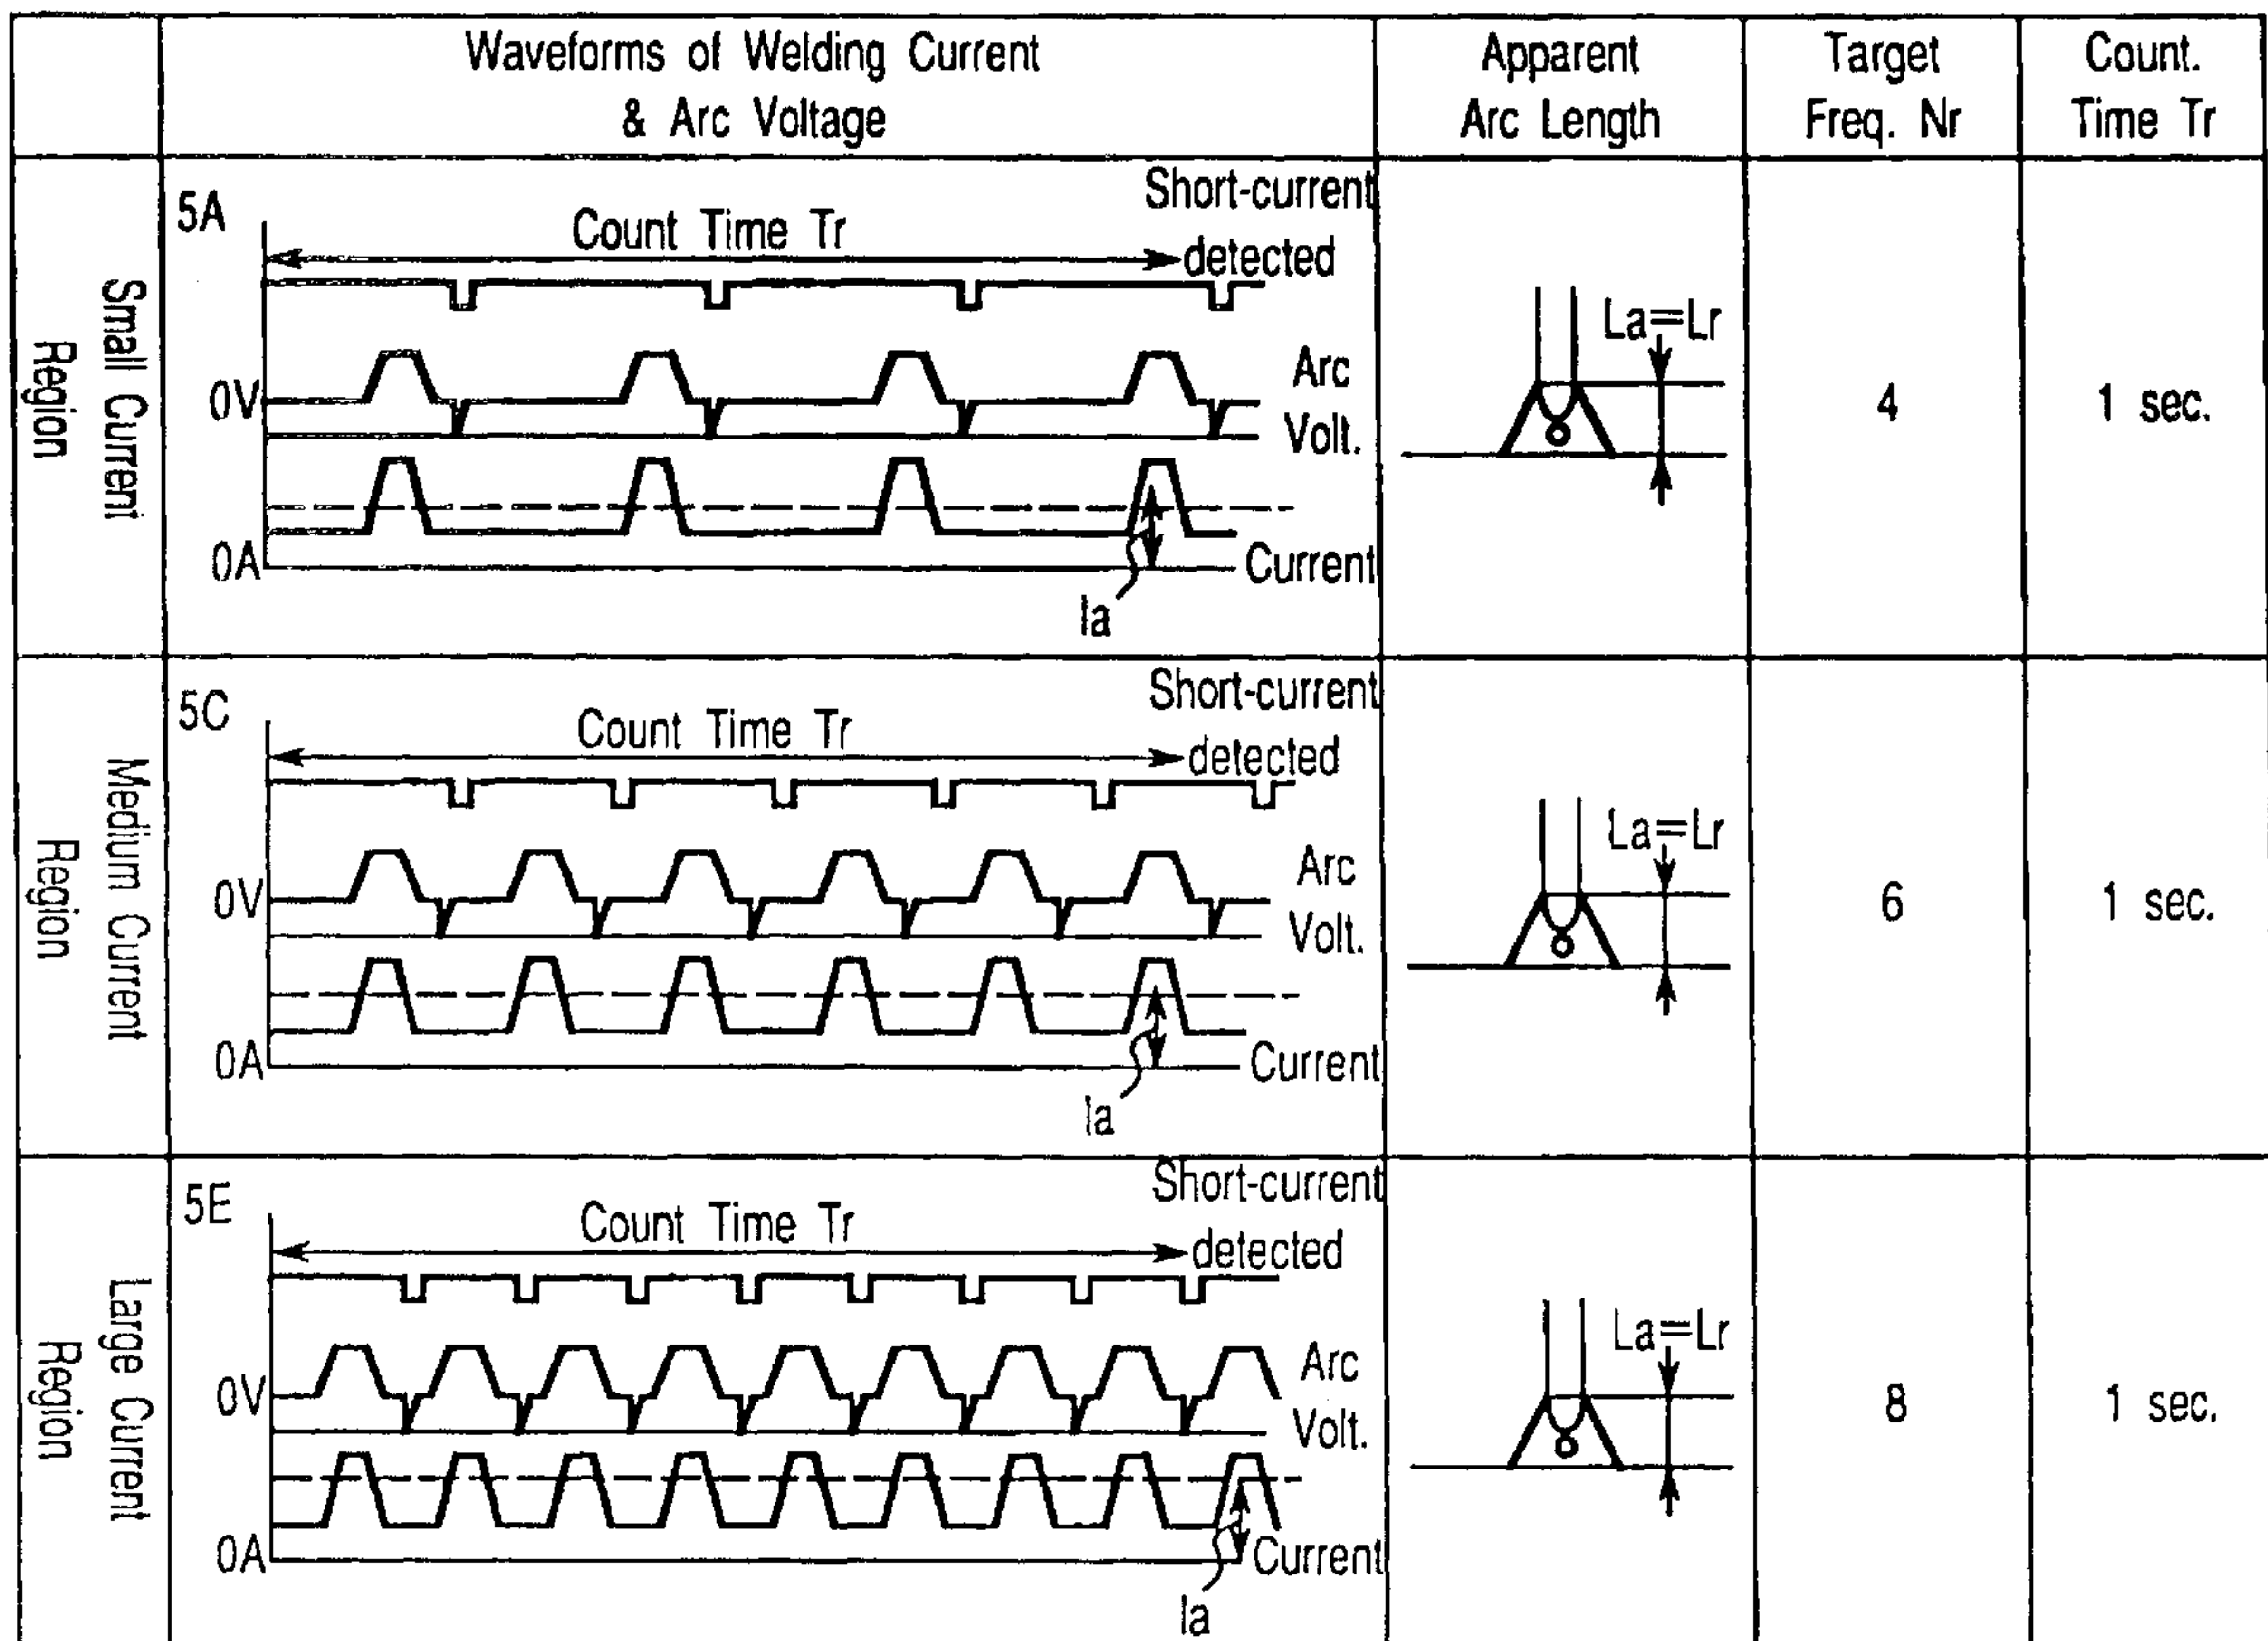 Waveforms of Welding Current
& Arc Voltage
Apparent
Arc Length
Target
Freq. Nr
Count.
Time Tr
Small Current
Region
5A
Count Time Tr
Short-current
detected
0V
Arc
Volt.
0A
Current
Ia
La=Lr
4
1 sec.
Medium Current
Region
5C
Count Time Tr
Short-current
detected
0V
Arc
Volt.
0A
Current
Ia
La=Lr
6
1 sec.
Large Current
Region
5E
Count Time Tr
Short-current
detected
0V
Arc
Volt.
0A
Current
Ia
La=Lr
8
1 sec.